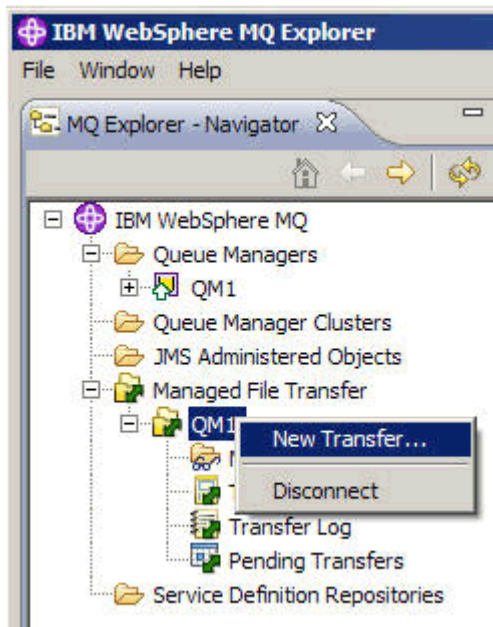 IBM WebSphere MQ Explorer
File Window Help
MQ Explorer - Navigator
IBM WebSphere MQ
Queue Managers
QM1
Queue Manager Clusters
JMS Administered Objects
Managed File Transfer
QM1
New Transfer...
Disconnect
Transfer Log
Pending Transfers
Service Definition Repositories